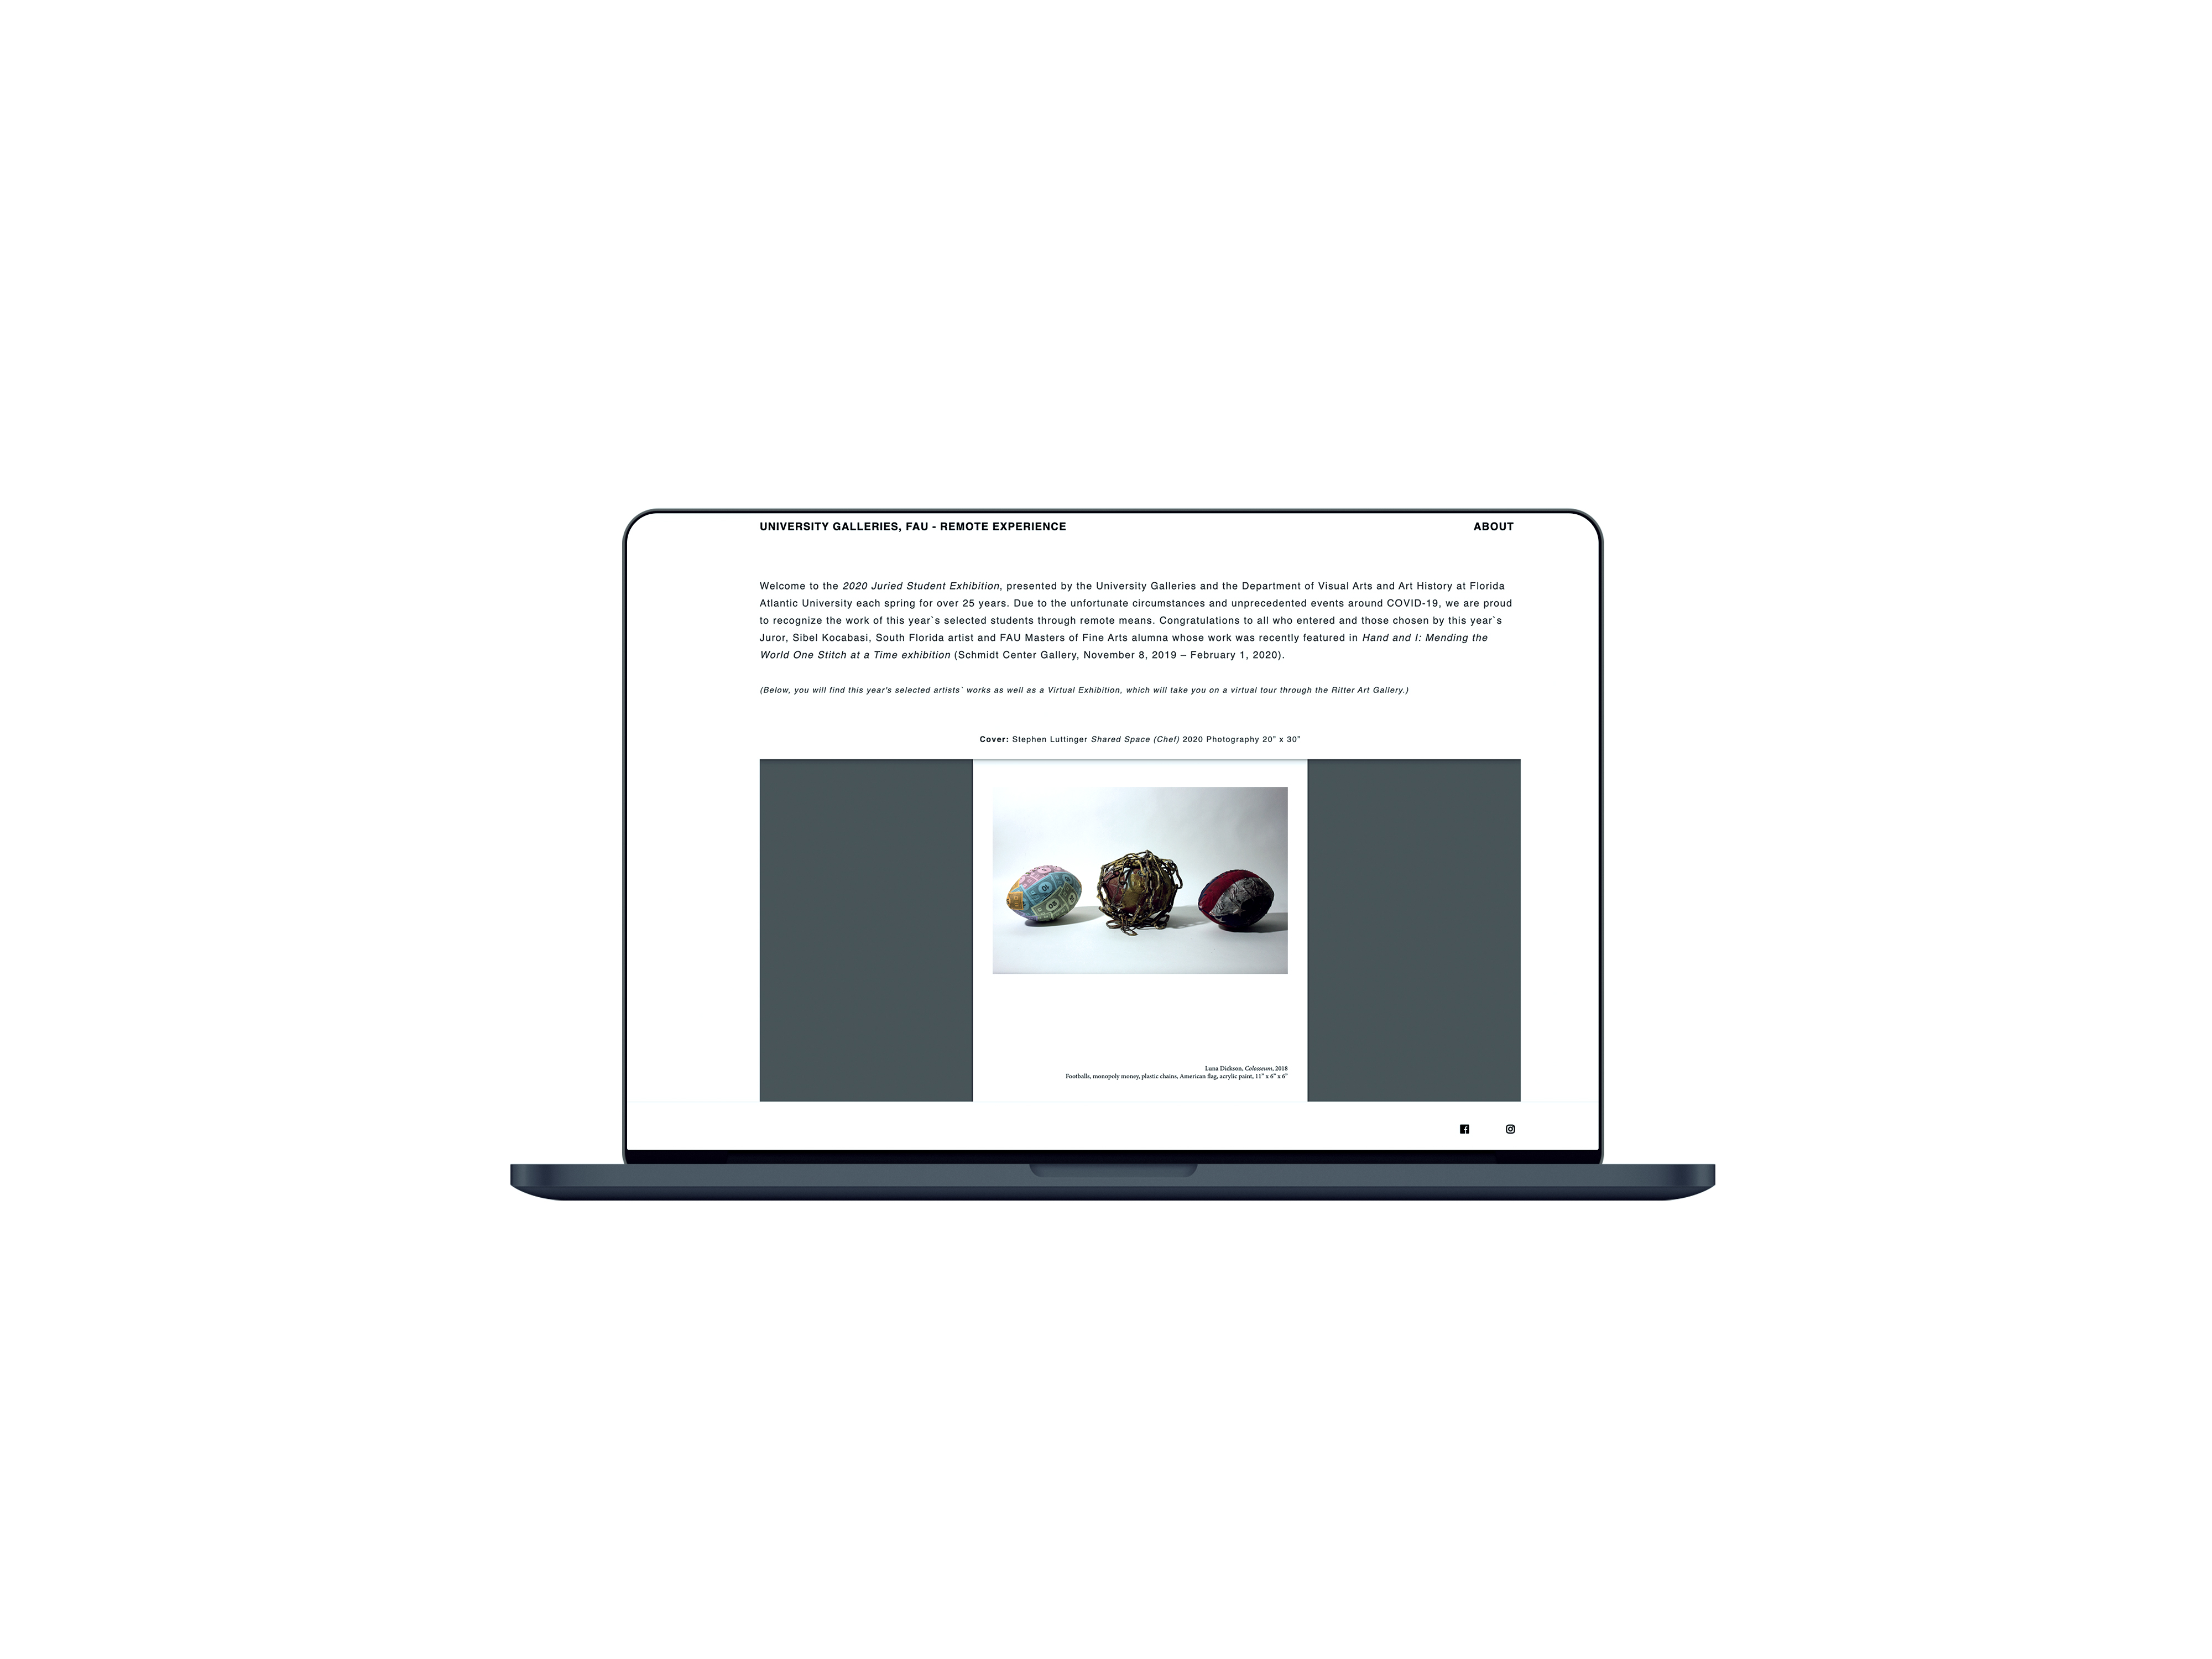 UNIVERSITY GALLERIES, FAU - REMOTE EXPERIENCE
ABOUT
Welcome to the 2020 Juried Student Exhibition, presented by the University Galleries and the Department of Visual Arts and Art History at Florida
Atlantic University each spring for over 25 years. Due to the unfortunate circumstances and unprecedented events around COVID-19, we are proud
to recognize the work of this year`s selected students through remote means. Congratulations to all who entered and those chosen by this year`s
Juror, Sibel Kocabasi, South Florida artist and FAU Masters of Fine Arts alumna whose work was recently featured in Hand and I: Mending the
World One Stitch at a Time exhibition (Schmidt Center Gallery, November 8, 2019 – February 1, 2020).
(Below, you will find this year's selected artists` works as well as a Virtual Exhibition, which will take you on a virtual tour through the Ritter Art Gallery.)
Cover: Stephen Luttinger Shared Space (Chef) 2020 Photography 20" x 30"
Luna Dickson, Colosseum, 2018
Footballs, monopoly money, plastic chains, American flag, acrylic paint, 11" x 6" x 6"